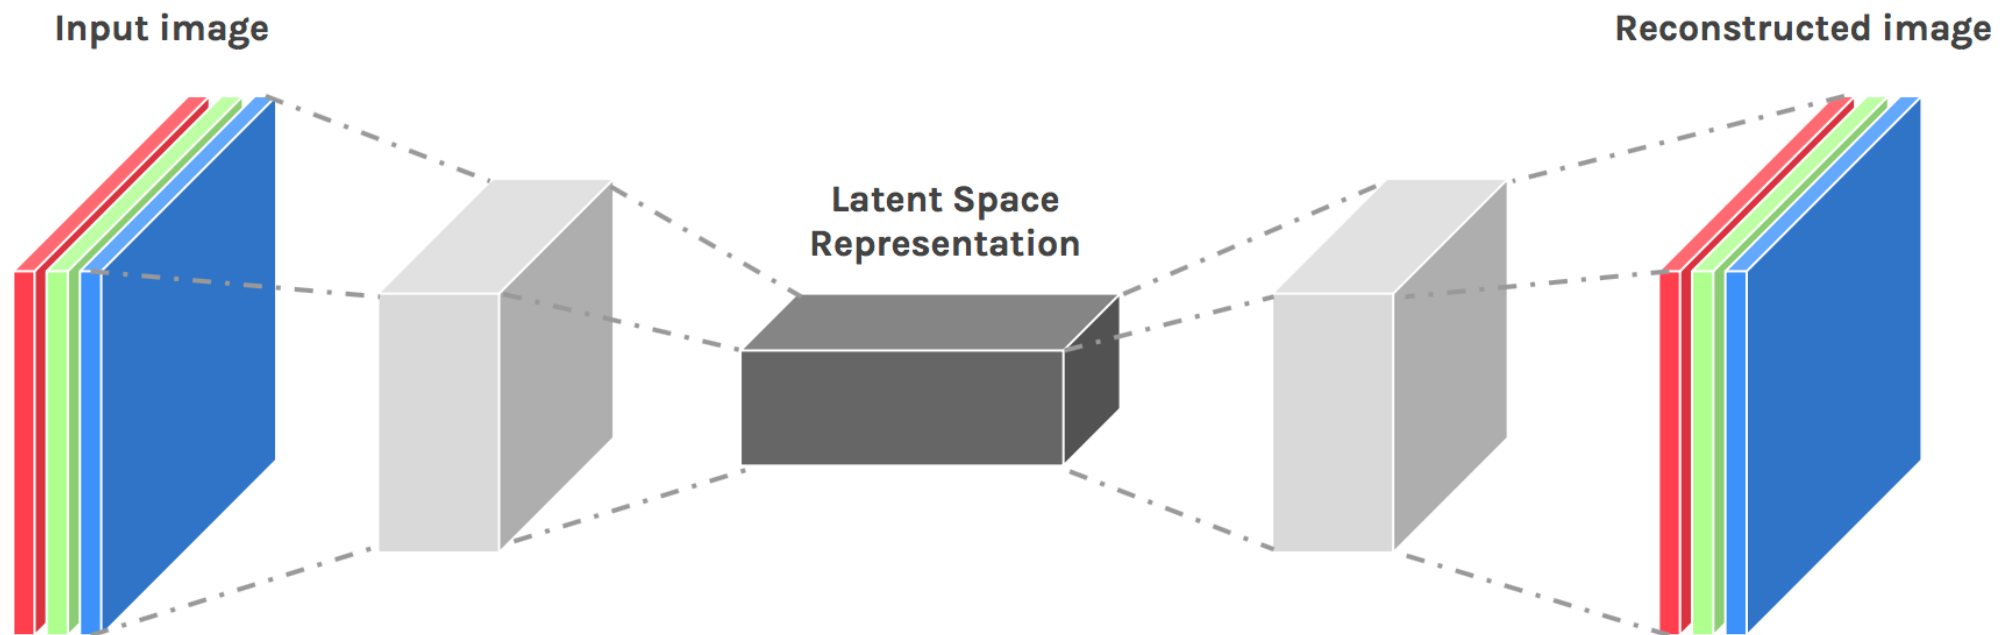 Input image
Reconstructed image
Latent Space
Representation